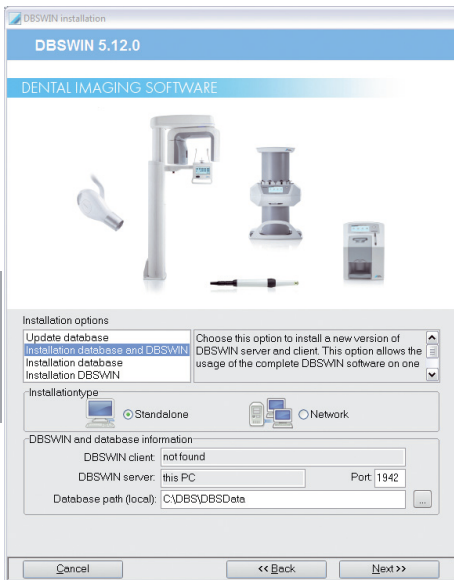 DBSWIN installation
DBSWIN 5.12.0
DENTAL IMAGING SOFTWARE
Installation options
Update database
Installation database and DBSWIN
Installation database
Installation DBSWIN
Choose this option to install a new version of
DBSWIN server and client. This option allows the
usage of the complete DBSWIN software on one
Installationtype
Standalone
Network
DBSWIN and database information
DBSWIN client: not found
DBSWIN server: this PC Port: 1942
Database path (local): C:\DBS\DBSData ...
Cancel << Back Next >>